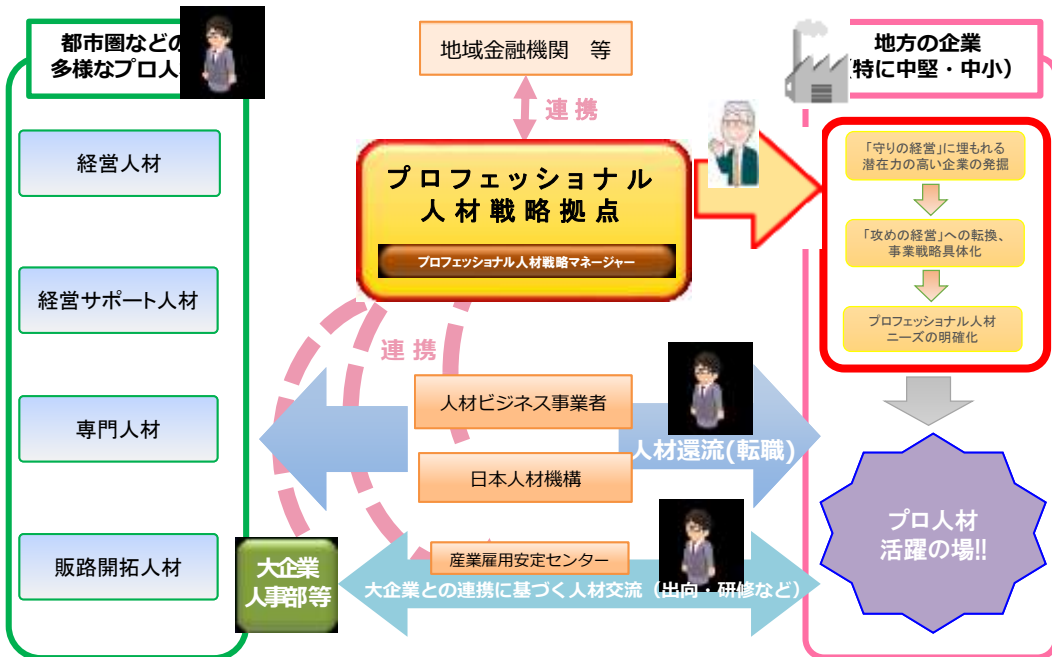 都市圏などの
多様なプロ人
地域金融機関　等
地方の企業
特に中堅・中小）
連携
経営人材
プロフェッショナル
人材戦略拠点
プロフェッショナル人材戦略マネージャー
「守りの経営」に埋もれる
潜在力の高い企業の発掘
「攻めの経営」への転換、
事業戦略具体化
プロフェッショナル人材
ニーズの明確化
経営サポート人材
連携
専門人材
人材ビジネス事業者
人材還流(転職)
日本人材機構
プロ人材
活躍の場!!
販路開拓人材
大企業
人事部等
産業雇用安定センター
大企業との連携に基づく人材交流（出向・研修など）